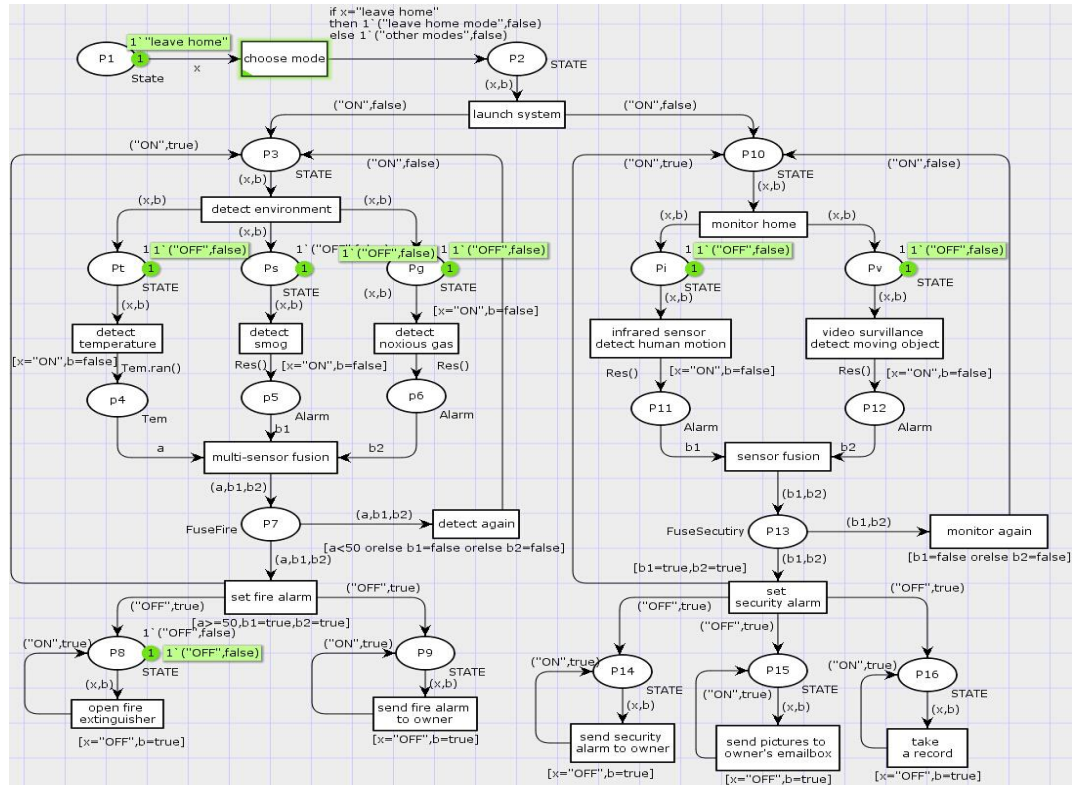 if x="leave home"
then 1`("leave home mode",false)
else 1`("other modes",false)
1`"leave home"
P1
1
State
x
choose mode
P2
STATE
(x,b)
launch system
("ON",false)
("ON",false)
("ON",true)
P3
("ON",false)
STATE
(x,b)
detect environment
(x,b)
(x,b)
(x,b)
1`("OFF",false)
1`("OFF",false)
1`("OFF",false)
1`("OFF",false)
Pt
1
STATE
Ps
1
STATE
Pg
1
STATE
(x,b)
(x,b)
(x,b)
[x="ON",b=false]
detect
temperature
detect
smog
detect
noxious gas
[x="ON",b=false]
Tem.ran()
Res()
[x="ON",b=false]
Res()
p4
Tem
p5
Alarm
p6
Alarm
a
b1
b2
multi-sensor fusion
(a,b1,b2)
FuseFire
P7
(a,b1,b2)
detect again
[a<50 orelse b1=false orelse b2=false]
(a,b1,b2)
set fire alarm
[a>=50,b1=true,b2=true]
("OFF",true)
("OFF",true)
1`("OFF",false)
("ON",true)
P8
1
1`("OFF",false)
STATE
(x,b)
open fire
extinguisher
[x="OFF",b=true]
("ON",true)
P9
STATE
(x,b)
send fire alarm
to owner
[x="OFF",b=true]
("ON",true)
P10
("ON",false)
STATE
(x,b)
monitor home
(x,b)
(x,b)
1`("OFF",false)
1`("OFF",false)
Pi
1
STATE
Pv
1
STATE
(x,b)
(x,b)
infrared sensor
detect human motion
video survillance
detect moving object
Res()
[x="ON",b=false]
Res()
[x="ON",b=false]
P11
Alarm
P12
Alarm
b1
b2
sensor fusion
(b1,b2)
FuseSecutiry
P13
(b1,b2)
monitor again
[b1=false orelse b2=false]
(b1,b2)
[b1=true,b2=true]
set
security alarm
("OFF",true)
("OFF",true)
("OFF",true)
("ON",true)
P14
STATE
(x,b)
send security
alarm to owner
[x="OFF",b=true]
P15
STATE
("ON",true)
(x,b)
send pictures to
owner's emailbox
[x="OFF",b=true]
("ON",true)
P16
STATE
(x,b)
take
a record
[x="OFF",b=true]